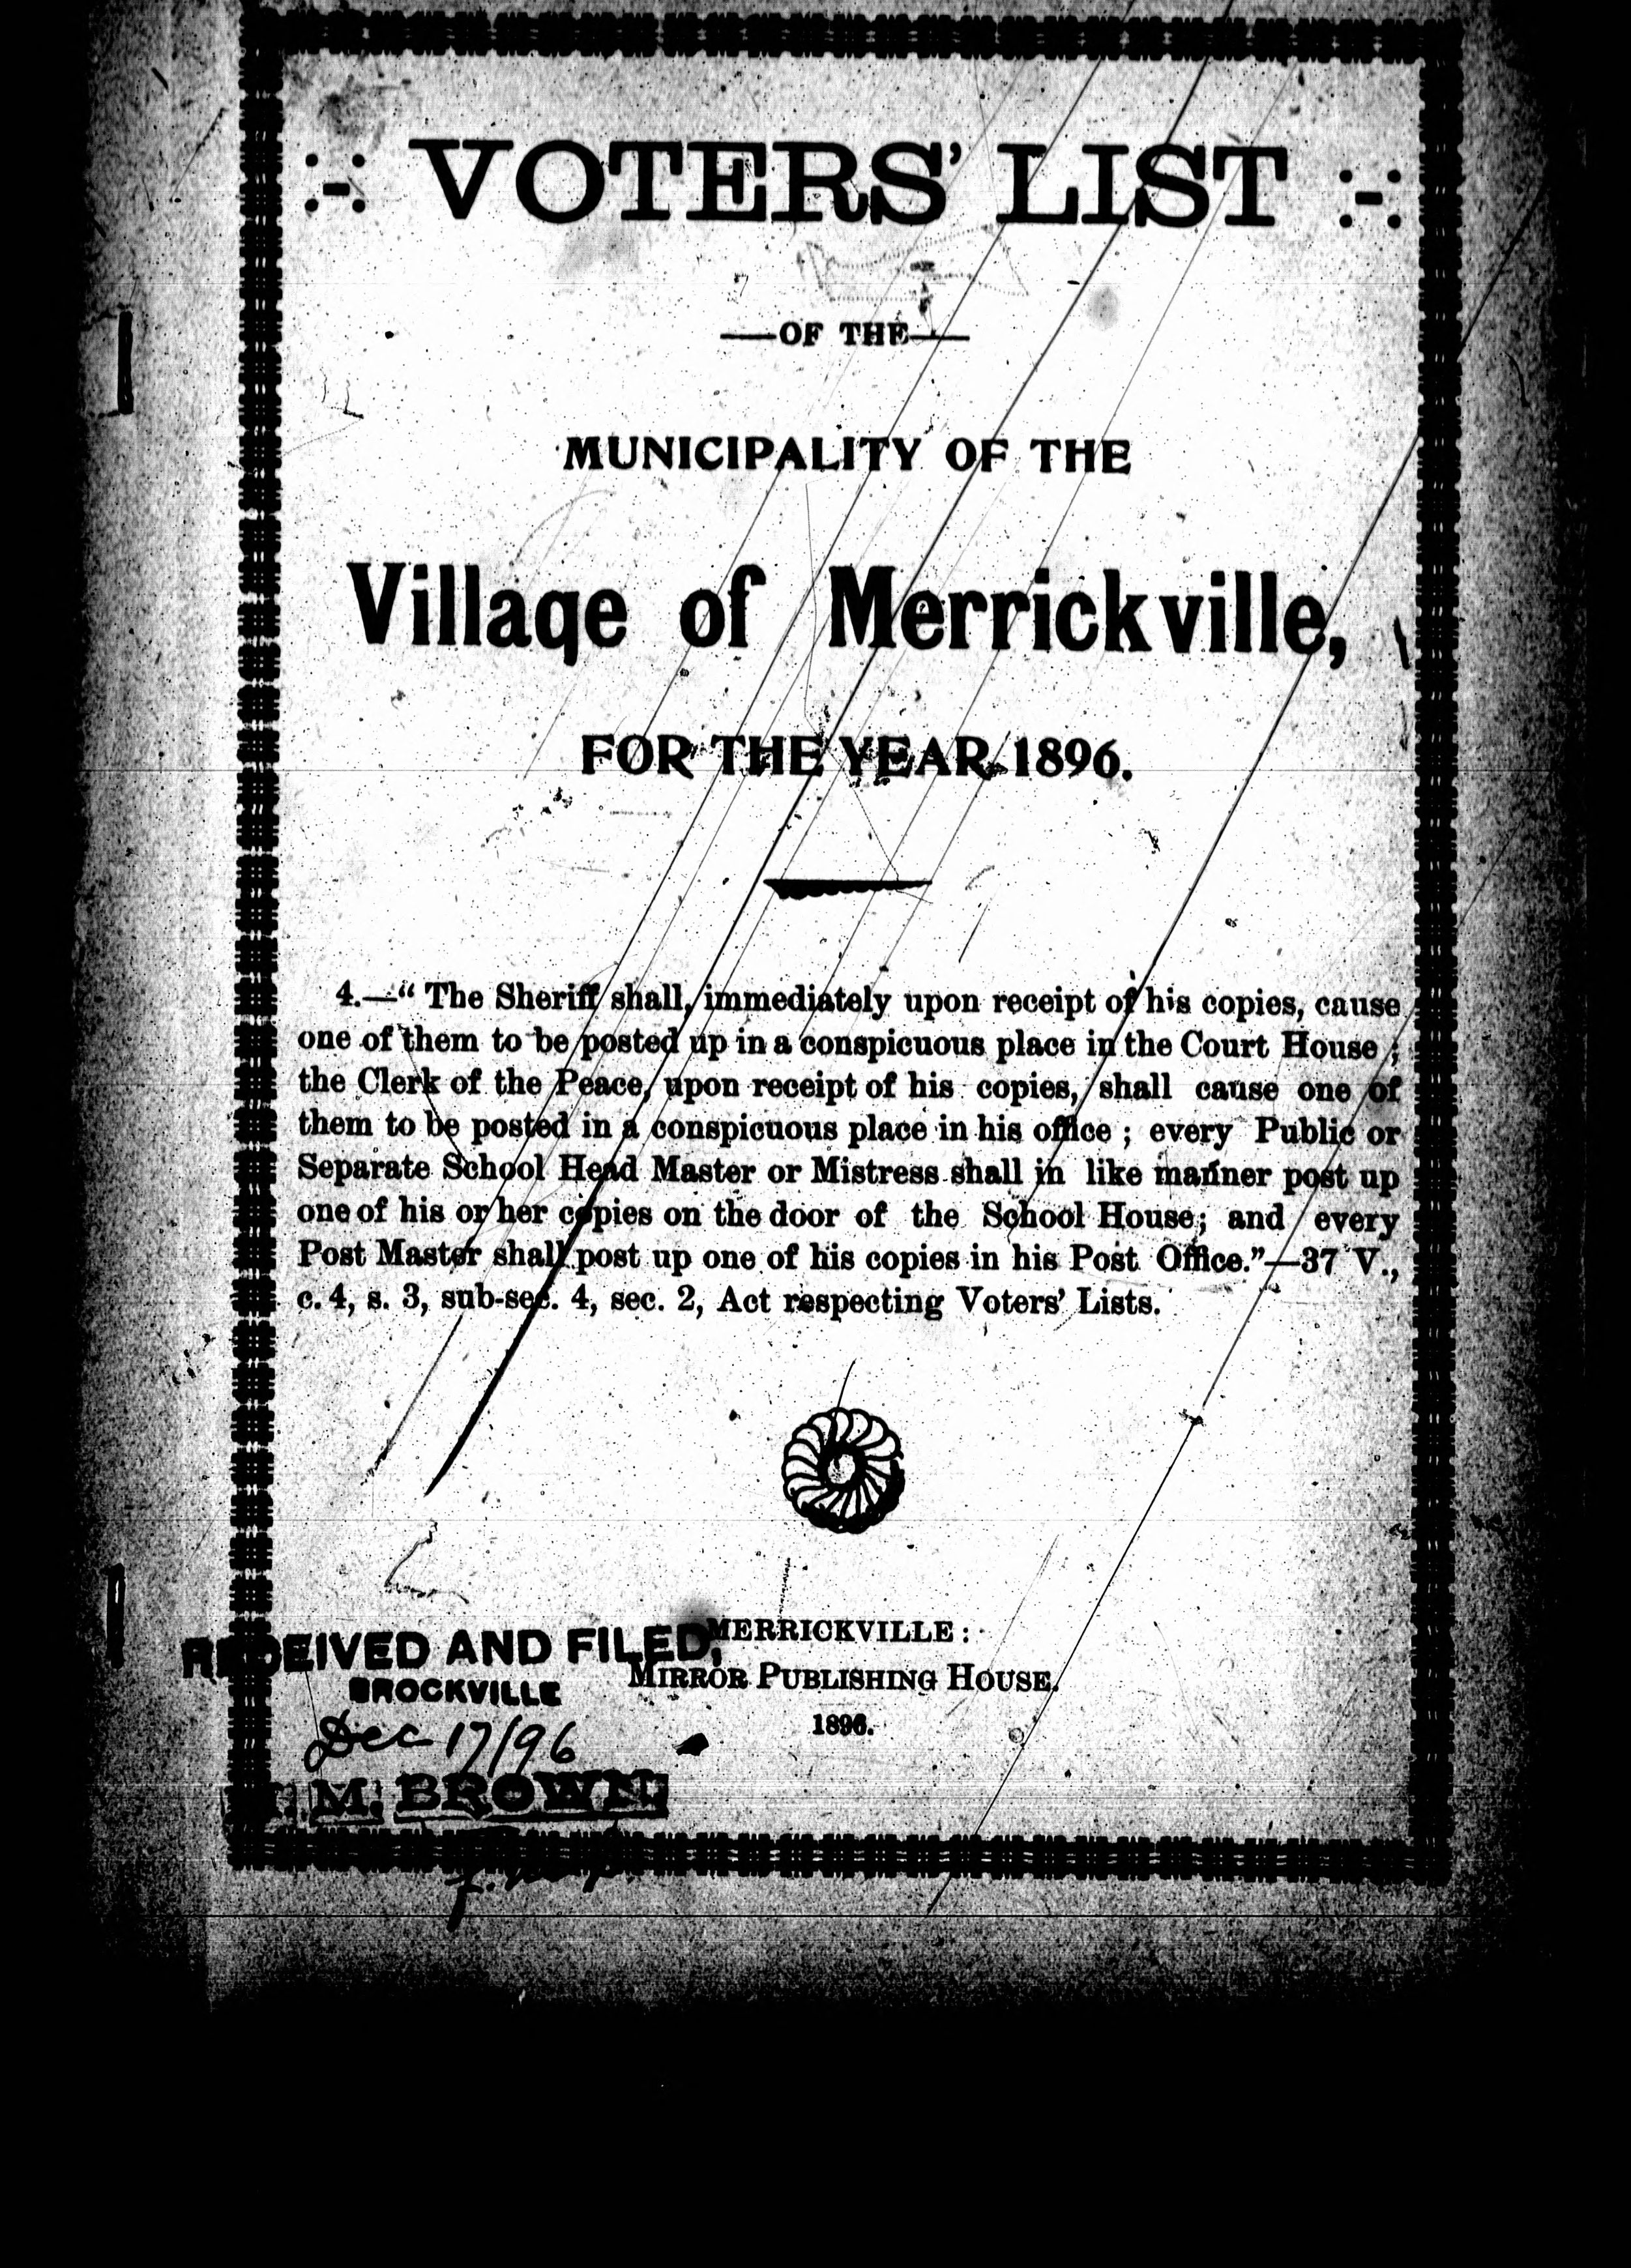 VOTERS' LIST
—OF THE—
MUNICIPALITY OF THE
Village of Merrickville,
FOR THE YEAR 1896.
4.—“ The Sheriff shall, immediately upon receipt of his copies, cause
one of them to be posted up in a conspicuous place in the Court House ;
the Clerk of the Peace, upon receipt of his copies, shall cause one of
them to be posted in a conspicuous place in his office ; every Public or
Separate School Head Master or Mistress shall in like manner post up
one of his or her copies on the door of the School House; and every
Post Master shall post up one of his copies in his Post Office.”—37 V.,
c. 4, s. 3, sub-sec. 4, sec. 2, Act respecting Voters' Lists.
MERRICKVILLE :
MIRROR PUBLISHING HOUSE.
1896.
RECEIVED AND FILED,
BROCKVILLE
Dec 17/96
M. BROWN